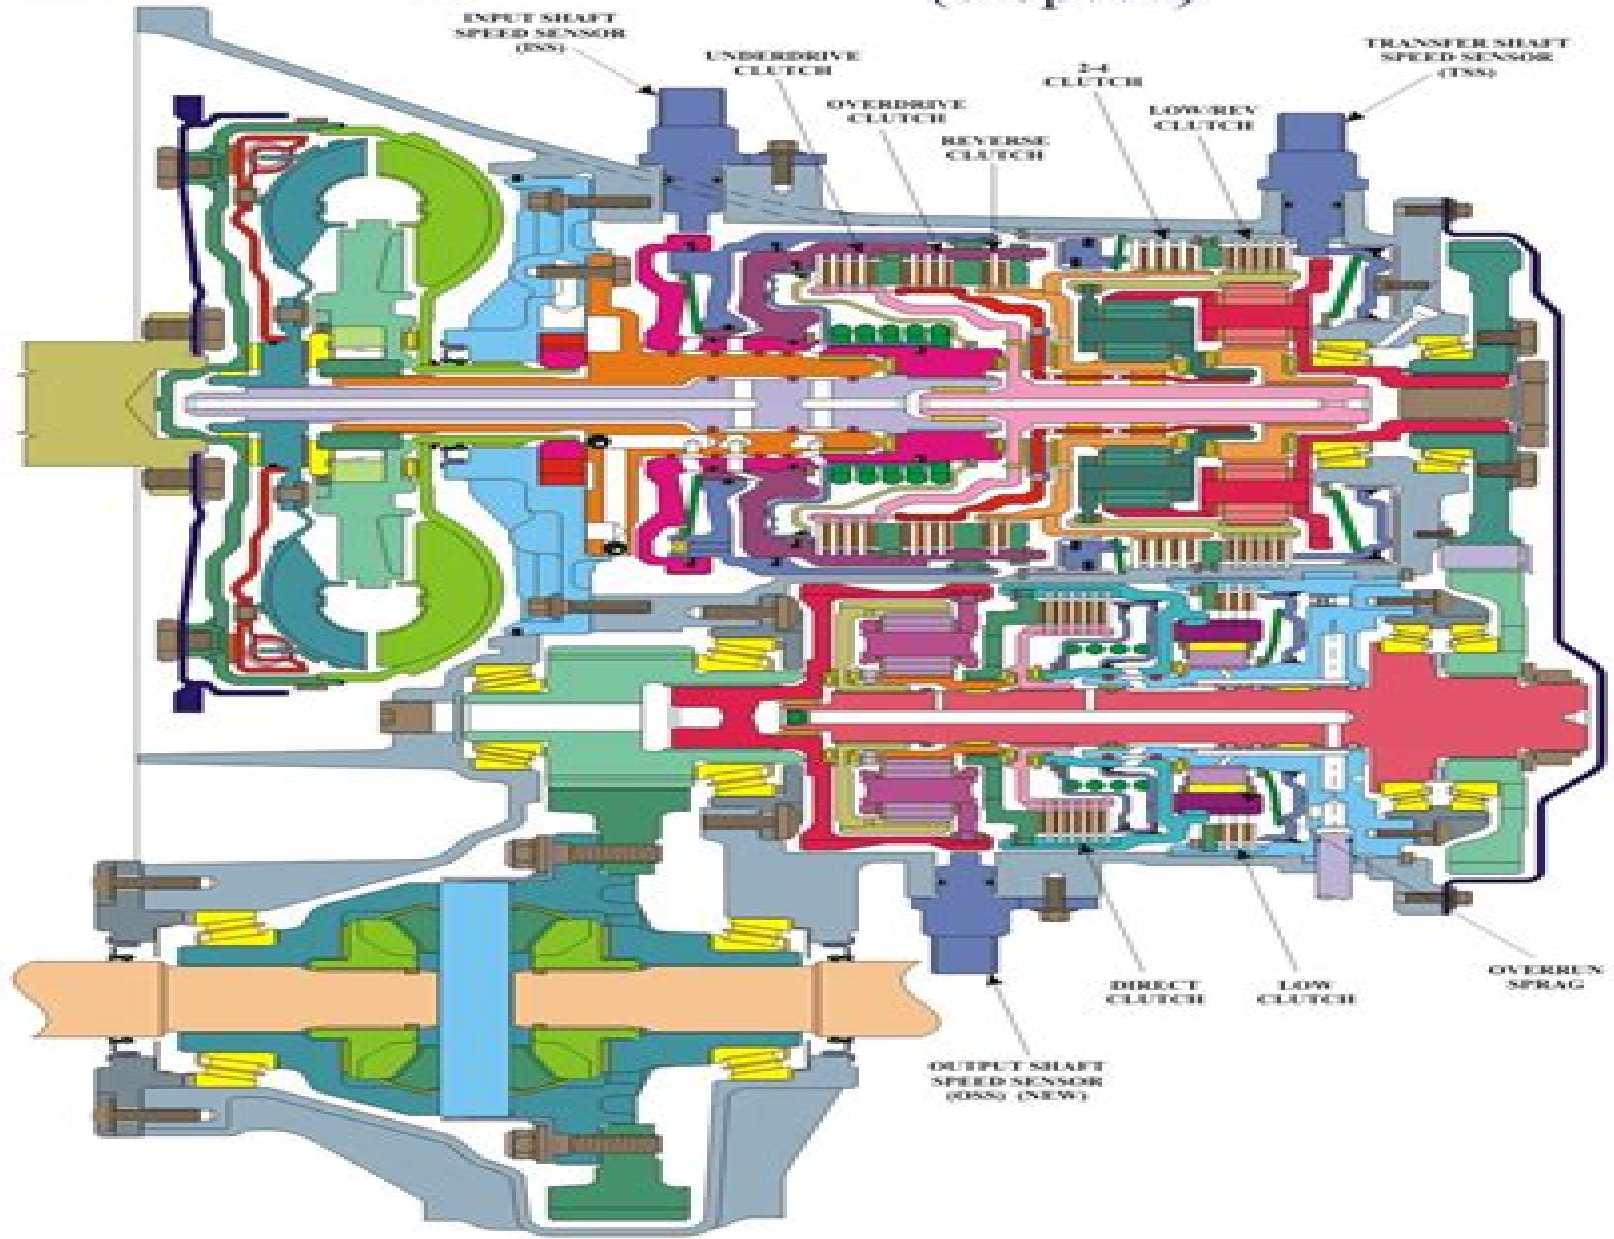 INPUT SHAFT
SPEED SENSOR
(ISS)
UNDERDRIVE
CLUTCH
OVERDRIVE
CLUTCH
REVERSE
CLUTCH
2-4
CLUTCH
LOW/REV
CLUTCH
TRANSFER SHAFT
SPEED SENSOR
(TSS)
DIRECT
CLUTCH
LOW
CLUTCH
OVERRUN
SPRAG
OUTPUT SHAFT
SPEED SENSOR
(OSS) (NEW)